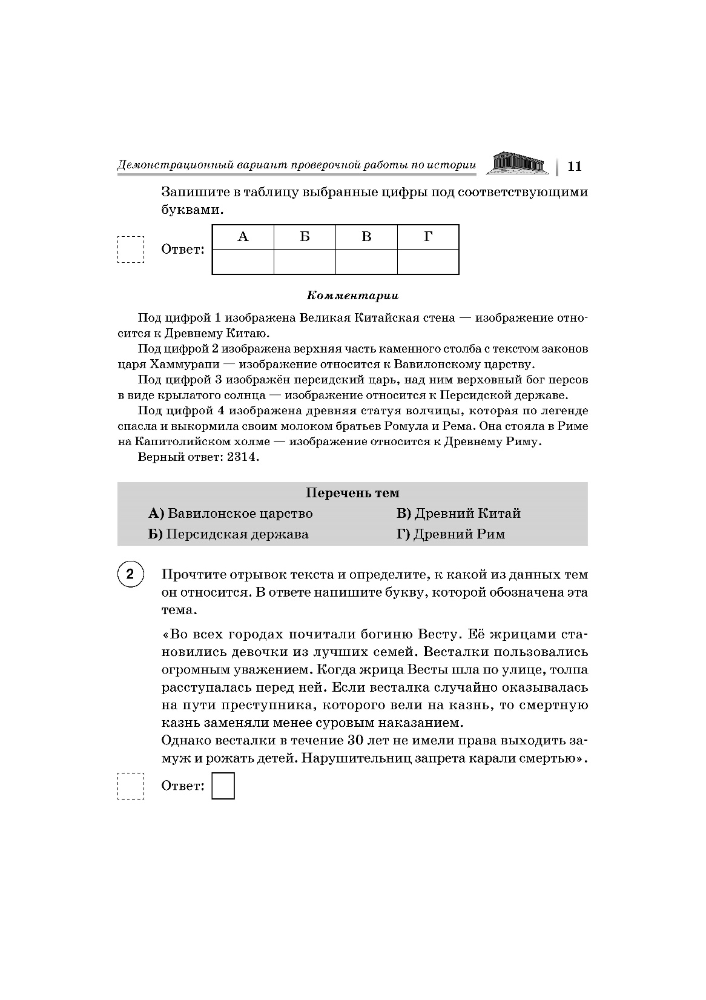 Демонстрационный вариант проверочной работы по истории 11
Запишите в таблицу выбранные цифры под соответствующими
буквами.
А Б В Г
Ответ:
Комментарии
Под цифрой 1 изображена Великая Китайская стена — изображение отно-
сится к Древнему Китаю.
Под цифрой 2 изображена верхняя часть каменного столба с текстом законов
царя Хаммурапи — изображение относится к Вавилонскому царству.
Под цифрой 3 изображён персидский царь, над ним верховный бог персов
в виде крылатого солнца — изображение относится к Персидской державе.
Под цифрой 4 изображена древняя статуя волчицы, которая по легенде
спасла и выкормила своим молоком братьев Ромула и Рема. Она стояла в Риме
на Капитолийском холме — изображение относится к Древнему Риму.
Верный ответ: 2314.
Перечень тем
А) Вавилонское царство В) Древний Китай
Б) Персидская держава Г) Древний Рим
2 Прочтите отрывок текста и определите, к какой из данных тем
он относится. В ответе напишите букву, которой обозначена эта
тема.
«Во всех городах почитали богиню Весту. Её жрицами ста-
новились девочки из лучших семей. Весталки пользовались
огромным уважением. Когда жрица Весты шла по улице, толпа
расступалась перед ней. Если весталка случайно оказывалась
на пути преступника, которого вели на казнь, то смертную
казнь заменяли менее суровым наказанием.
Однако весталки в течение 30 лет не имели права выходить за-
муж и рожать детей. Нарушительниц запрета карали смертью».
Ответ: